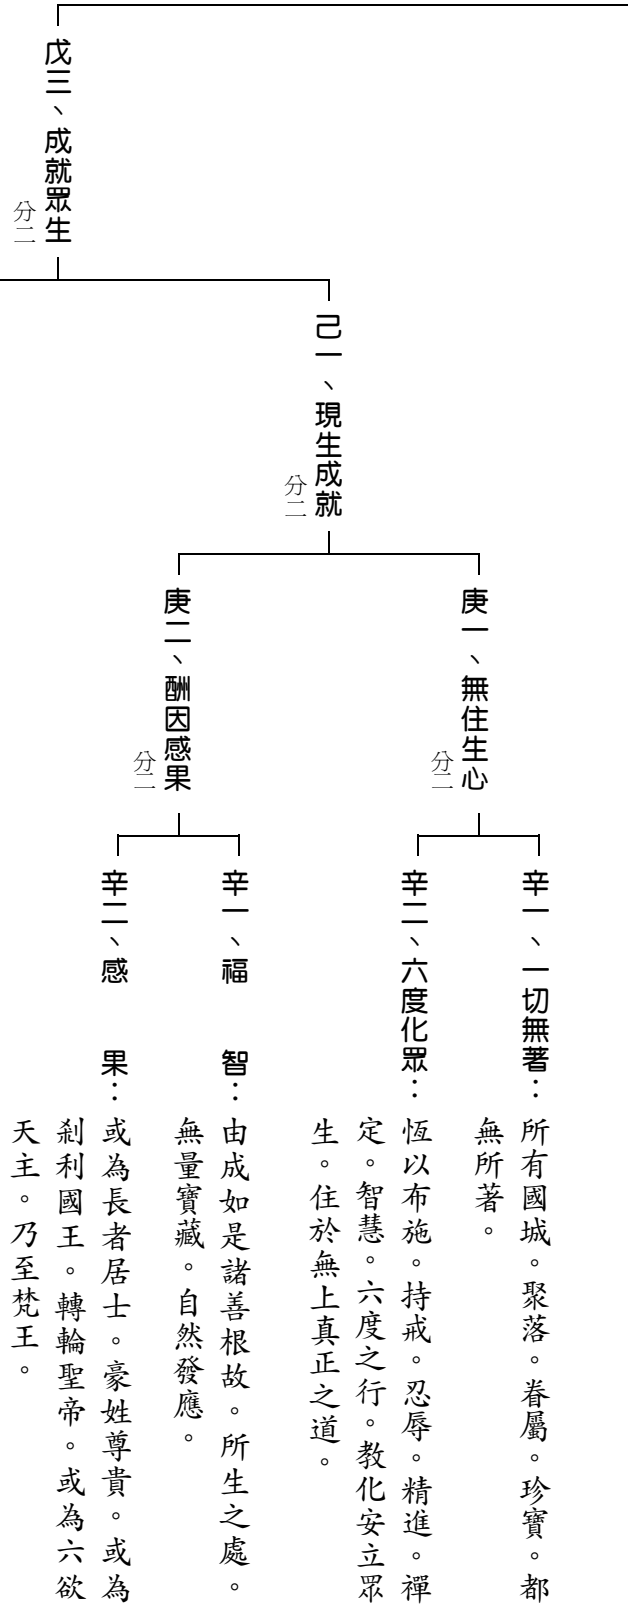 戊三、成就眾生
分二
己一、現生成就
分二
庚一、無住生心
分二
辛一、一切無著：所有國城。聚落。眷屬。珍寶。都
無所著。
辛二、六度化眾：恆以布施。持戒。忍辱。精進。禪
定。智慧。六度之行。教化安立眾
生。住於無上真正之道。
庚二、酬因感果
分二
辛一、福　　智：由成如是諸善根故。所生之處。
無量寶藏。自然發應。
辛二、感　　果：或為長者居士。豪姓尊貴。或為
剎利國王。轉輪聖帝。或為六欲
天主。乃至梵王。